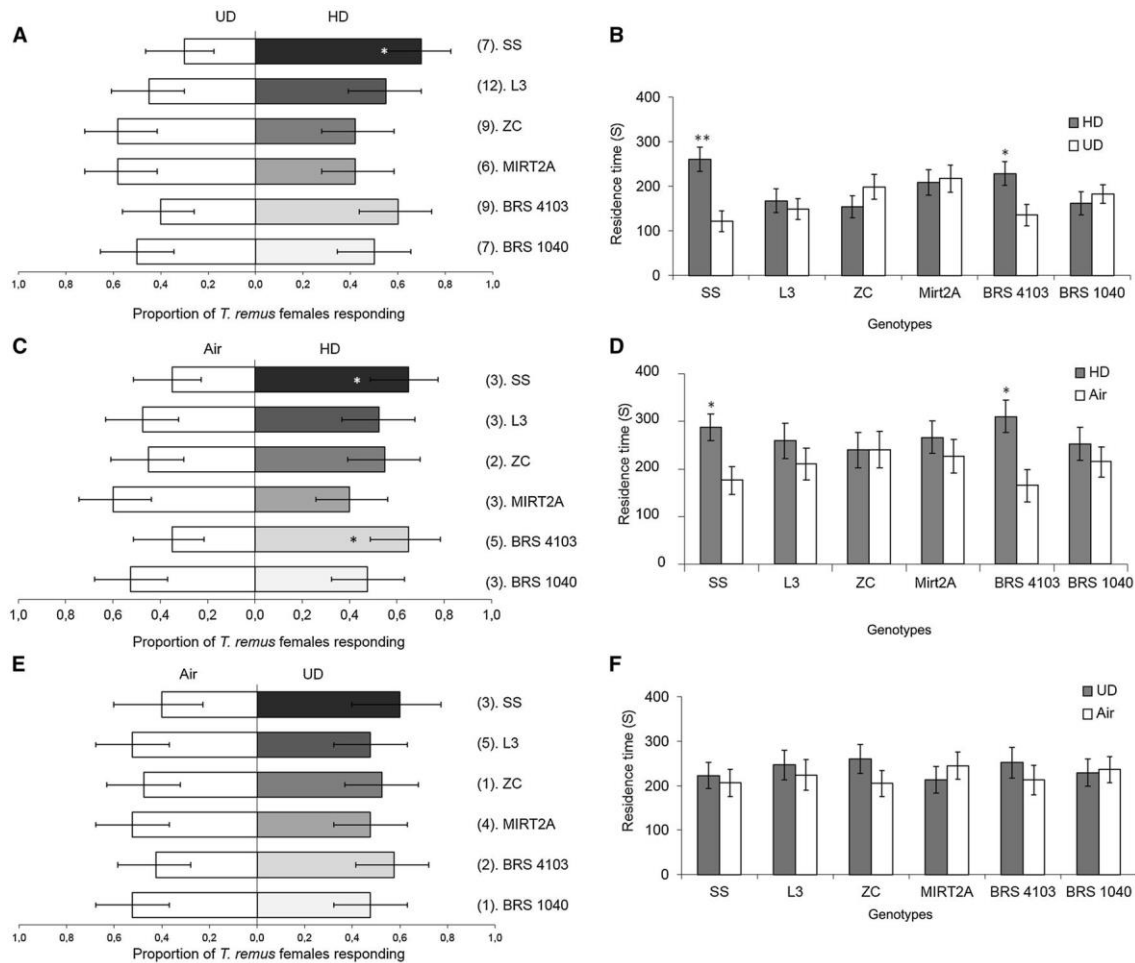 A
UD HD
* (7). SS
(12). L3
(9). ZC
(6). MIRT2A
(9). BRS 4103
(7). BRS 1040
1,0 0,8 0,6 0,4 0,2 0,0 0,2 0,4 0,6 0,8 1,0
Proportion of T. remus females responding
B
HD
UD
Residence time (S)
400
300
200
100
0
** *
SS L3 ZC Mirt2A BRS 4103 BRS 1040
Genotypes
C
Air HD
* (3). SS
(3). L3
(2). ZC
(3). MIRT2A
* (5). BRS 4103
(3). BRS 1040
1,0 0,8 0,6 0,4 0,2 0,0 0,2 0,4 0,6 0,8 1,0
Proportion of T. remus females responding
D
HD
Air
Residence time (S)
400
300
200
100
0
* *
SS L3 ZC Mirt2A BRS 4103 BRS 1040
Genotypes
E
Air UD
(3). SS
(5). L3
(1). ZC
(4). MIRT2A
(2). BRS 4103
(1). BRS 1040
1,0 0,8 0,6 0,4 0,2 0,0 0,2 0,4 0,6 0,8 1,0
Proportion of T. remus females responding
F
UD
Air
Residence time (S)
400
300
200
100
0
SS L3 ZC MIRT2A BRS 4103 BRS 1040
Genotypes